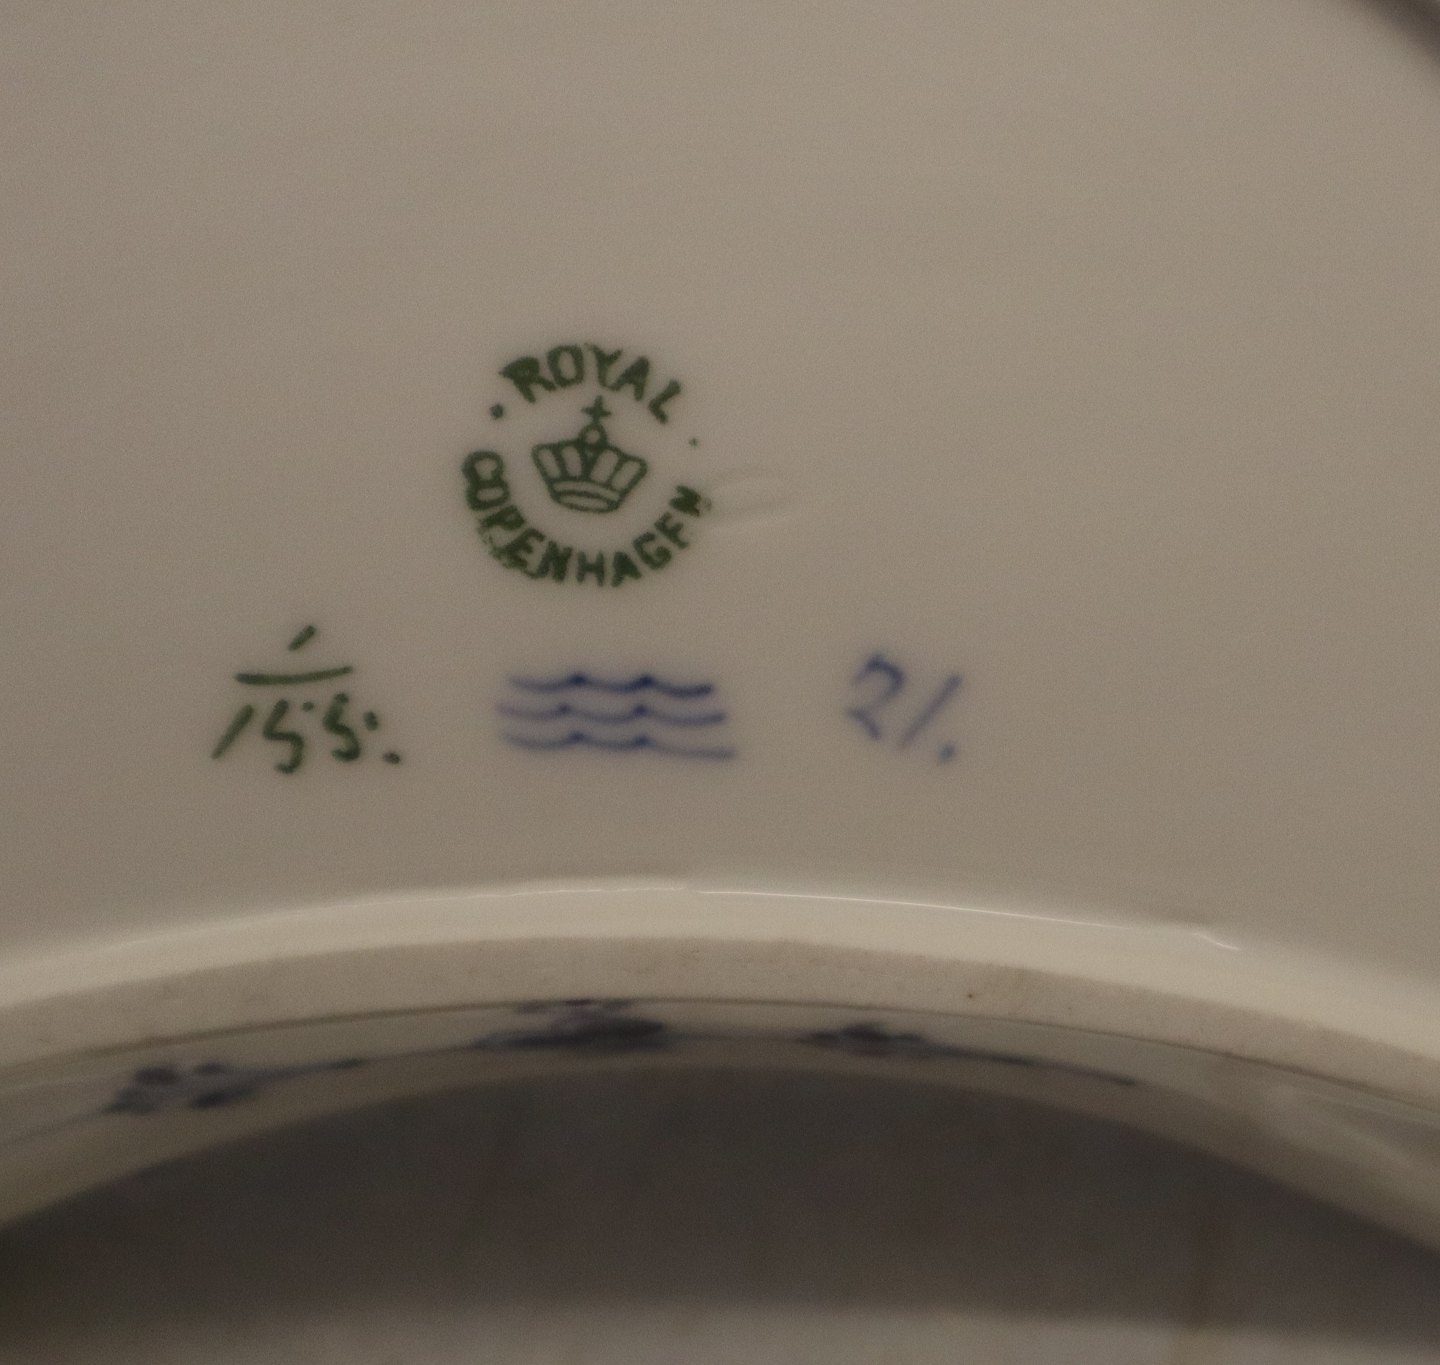 ROYAL
COPENHAGEN
1
155.
21.